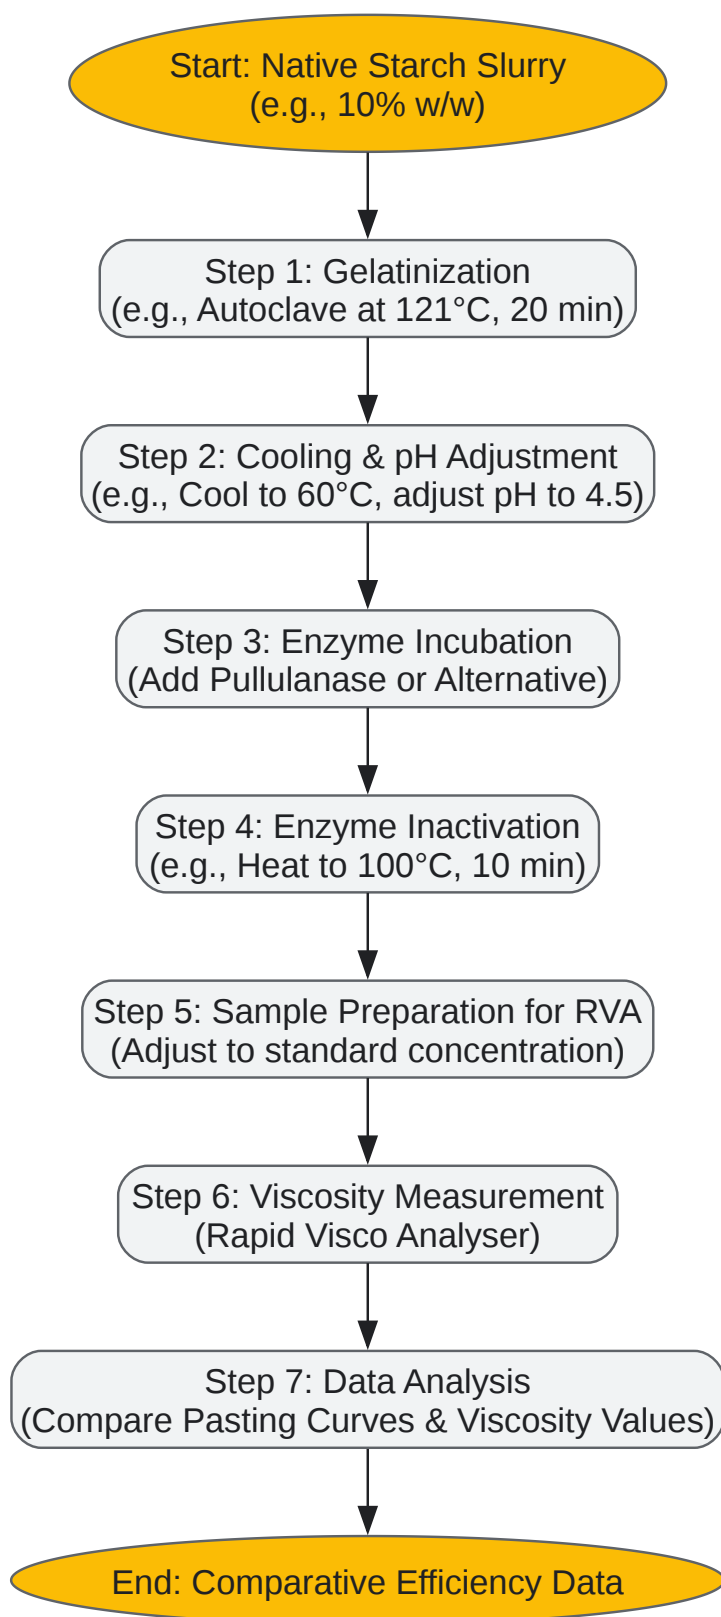 Start: Native Starch Slurry
(e.g., 10% w/w)
Step 1: Gelatinization
(e.g., Autoclave at 121°C, 20 min)
Step 2: Cooling & pH Adjustment
(e.g., Cool to 60°C, adjust pH to 4.5)
Step 3: Enzyme Incubation
(Add Pullulanase or Alternative)
Step 4: Enzyme Inactivation
(e.g., Heat to 100°C, 10 min)
Step 5: Sample Preparation for RVA
(Adjust to standard concentration)
Step 6: Viscosity Measurement
(Rapid Visco Analyser)
Step 7: Data Analysis
(Compare Pasting Curves & Viscosity Values)
End: Comparative Efficiency Data